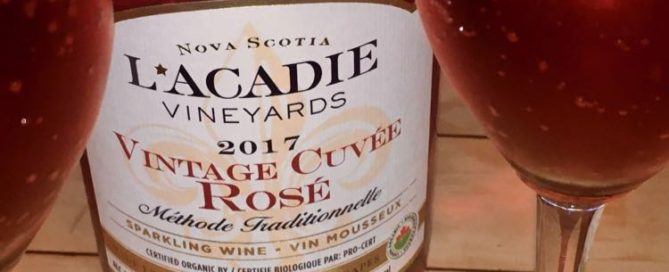 NOVA SCOTIA
L'ACADIE
VINEYARDS
2017
VINTAGE CUVÉE
ROSÉ
Méthode Traditionnelle
SPARKLING WINE - VIN MOUSSEUX
CERTIFIED ORGANIC BY / CERTIFIÉ BIOLOGIQUE PAR: PRO-CERT